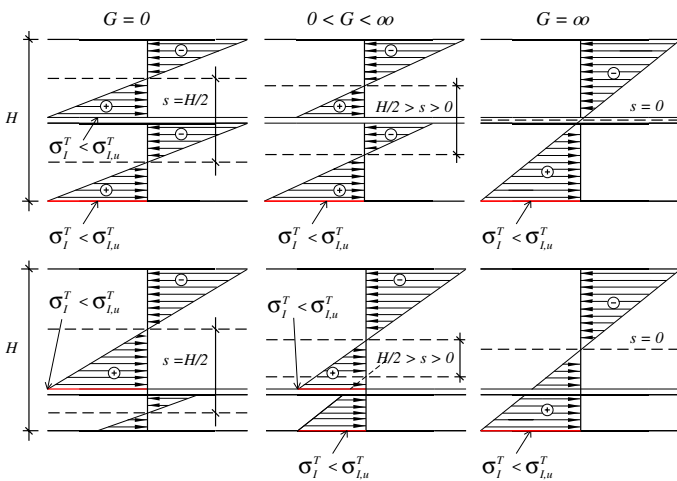 G = 0
0 < G < ∞
G = ∞
H
−
−
−
+
s = H/2
+
H/2 > s > 0
s = 0
σ_I^T < σ_{I,u}^T
−
+
+
+
σ_I^T < σ_{I,u}^T
σ_I^T < σ_{I,u}^T
σ_I^T < σ_{I,u}^T
H
−
−
−
σ_I^T < σ_{I,u}^T
σ_I^T < σ_{I,u}^T
s = 0
s = H/2
H/2 > s > 0
+
+
+
σ_I^T < σ_{I,u}^T
σ_I^T < σ_{I,u}^T